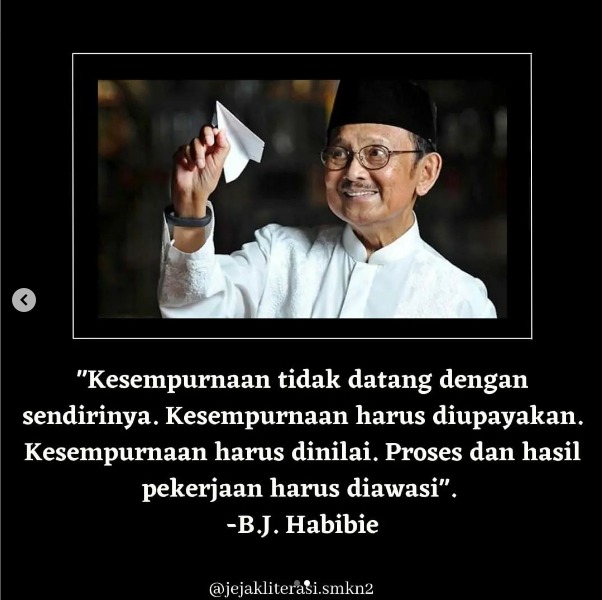 "Kesempurnaan tidak datang dengan
sendirinya. Kesempurnaan harus diupayakan.
Kesempurnaan harus dinilai. Proses dan hasil
pekerjaan harus diawasi".
-B.J. Habibie
@jejakliterasi.smkn2